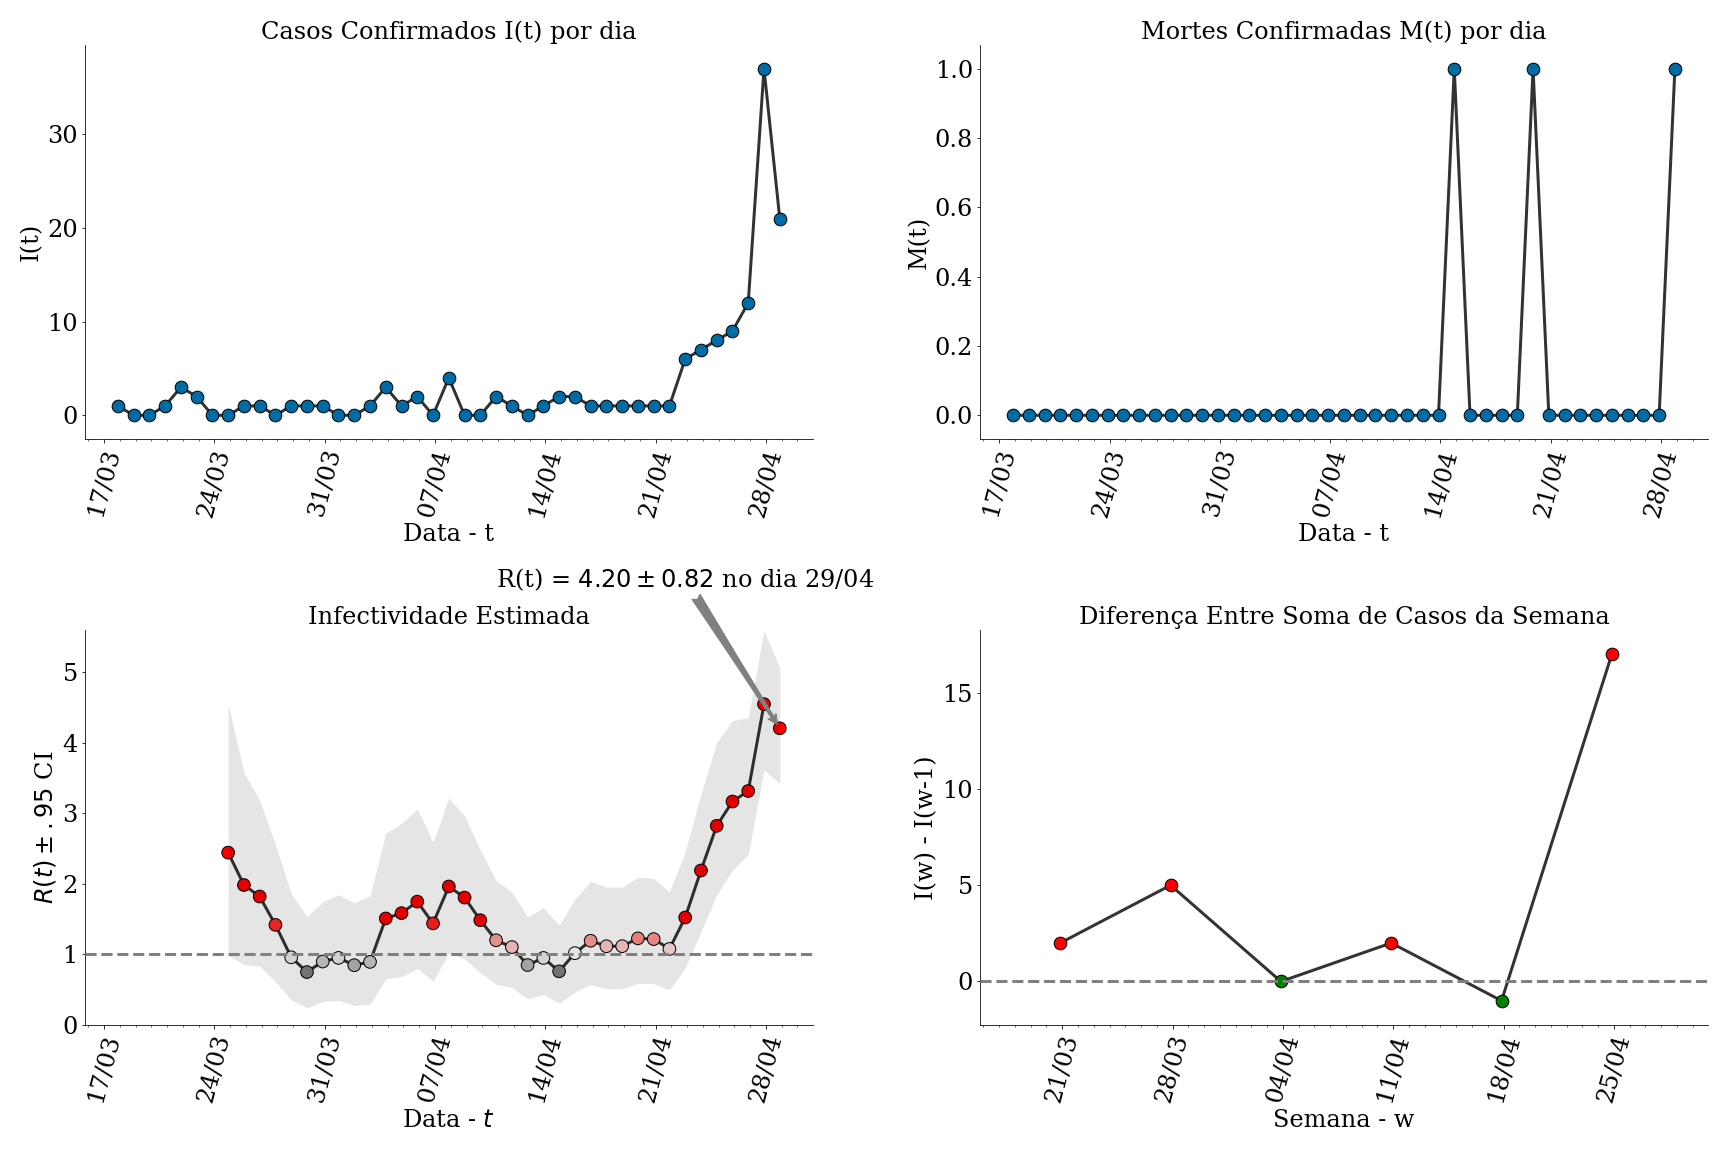 Casos Confirmados I(t) por dia
I(t)
30
20
10
0
17/03 24/03 31/03 07/04 14/04 21/04 28/04
Data - t
Mortes Confirmadas M(t) por dia
M(t)
1.0
0.8
0.6
0.4
0.2
0.0
17/03 24/03 31/03 07/04 14/04 21/04 28/04
Data - t
R(t) = 4.20 ± 0.82 no dia 29/04
Infectividade Estimada
R(t) ± .95 CI
5
4
3
2
1
0
17/03 24/03 31/03 07/04 14/04 21/04 28/04
Data - t
Diferença Entre Soma de Casos da Semana
I(w) - I(w-1)
15
10
5
0
21/03 28/03 04/04 11/04 18/04 25/04
Semana - w